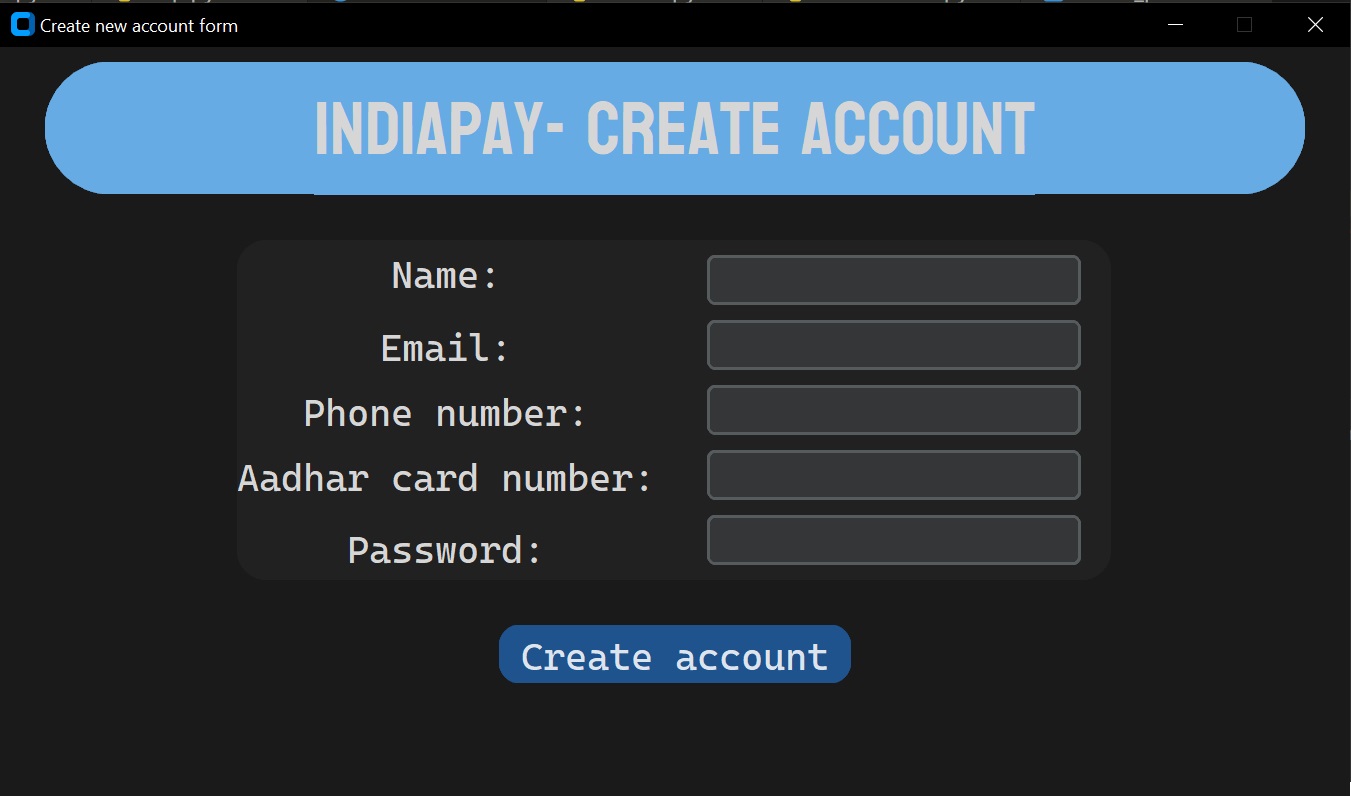 Create new account form
INDIAPAY- CREATE ACCOUNT
Name:
Email:
Phone number:
Aadhar card number:
Password:
Create account